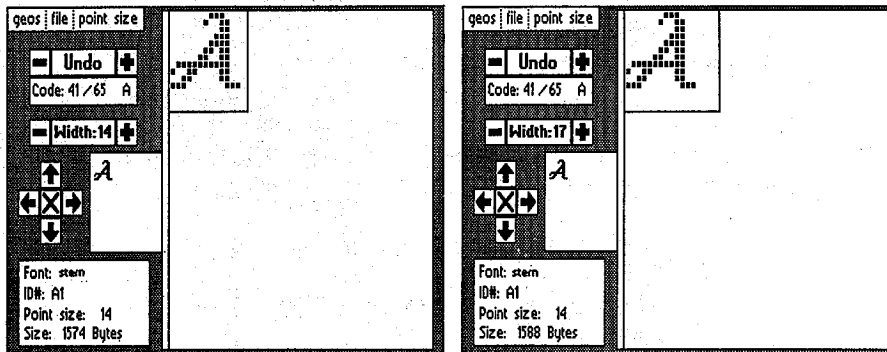 geos file point size
Undo
Code: 41/65 A
Width:14
A
Font: stern
ID#: A1
Point size: 14
Size: 1574 Bytes
geos file point size
Undo
Code: 41/65 A
Width:17
A
Font: stern
ID#: A1
Point size: 14
Size: 1588 Bytes